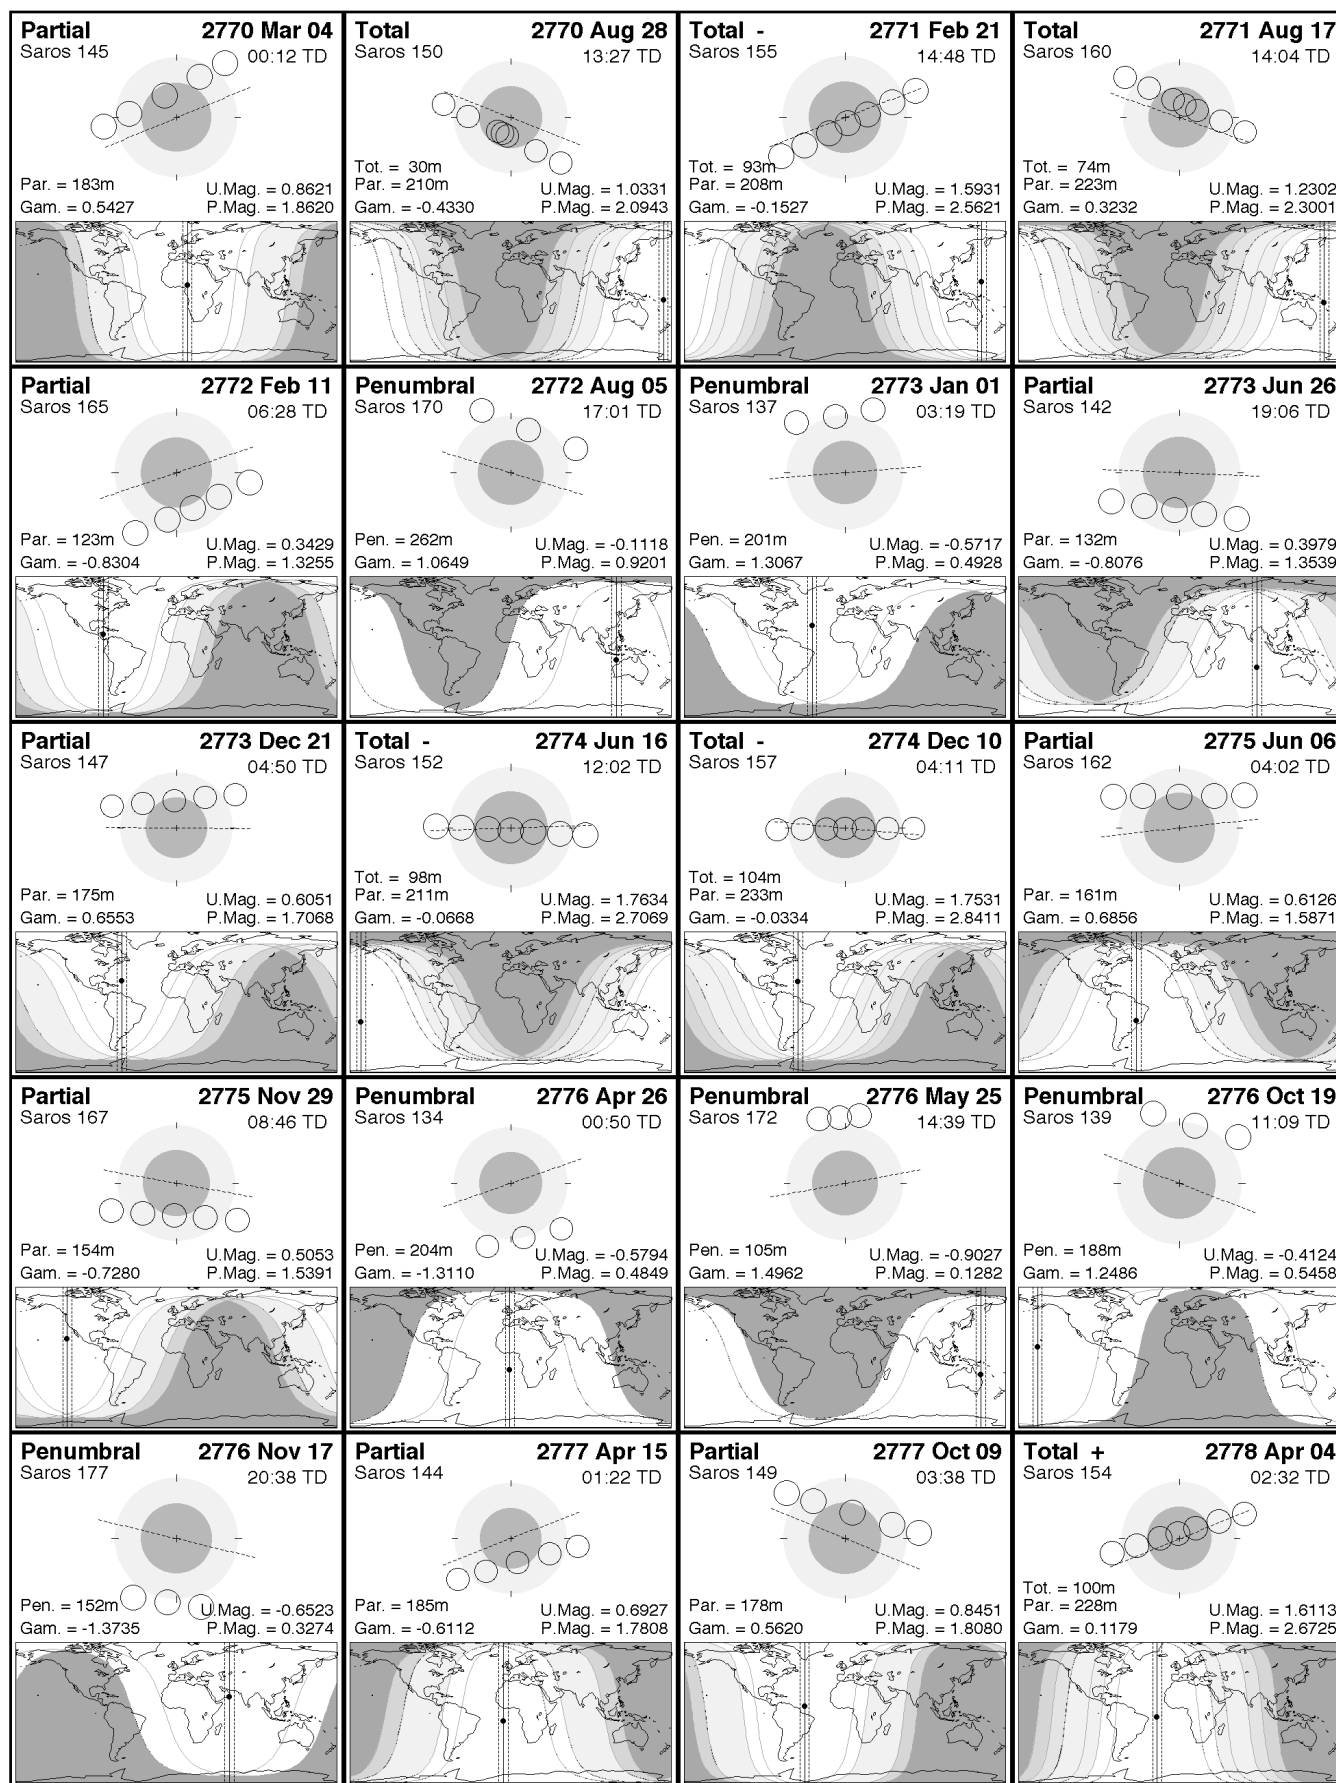 Partial 2770 Mar 04
Saros 145 00:12 TD
Par. = 183m U.Mag. = 0.8621
Gam. = 0.5427 P.Mag. = 1.8620
Total 2770 Aug 28
Saros 150 13:27 TD
Tot. = 30m
Par. = 210m U.Mag. = 1.0331
Gam. = -0.4330 P.Mag. = 2.0943
Total - 2771 Feb 21
Saros 155 14:48 TD
Tot. = 93m
Par. = 208m U.Mag. = 1.5931
Gam. = -0.1527 P.Mag. = 2.5621
Total 2771 Aug 17
Saros 160 14:04 TD
Tot. = 74m
Par. = 223m U.Mag. = 1.2302
Gam. = 0.3232 P.Mag. = 2.3001
Partial 2772 Feb 11
Saros 165 06:28 TD
Par. = 123m U.Mag. = 0.3429
Gam. = -0.8304 P.Mag. = 1.3255
Penumbral 2772 Aug 05
Saros 170 17:01 TD
Pen. = 262m U.Mag. = -0.1118
Gam. = 1.0649 P.Mag. = 0.9201
Penumbral 2773 Jan 01
Saros 137 03:19 TD
Pen. = 201m U.Mag. = -0.5717
Gam. = 1.3067 P.Mag. = 0.4928
Partial 2773 Jun 26
Saros 142 19:06 TD
Par. = 132m U.Mag. = 0.3979
Gam. = -0.8076 P.Mag. = 1.3539
Partial 2773 Dec 21
Saros 147 04:50 TD
Par. = 175m U.Mag. = 0.6051
Gam. = 0.6553 P.Mag. = 1.7068
Total - 2774 Jun 16
Saros 152 12:02 TD
Tot. = 98m
Par. = 211m U.Mag. = 1.7634
Gam. = -0.0668 P.Mag. = 2.7069
Total - 2774 Dec 10
Saros 157 04:11 TD
Tot. = 104m
Par. = 233m U.Mag. = 1.7531
Gam. = -0.0334 P.Mag. = 2.8411
Partial 2775 Jun 06
Saros 162 04:02 TD
Par. = 161m U.Mag. = 0.6126
Gam. = 0.6856 P.Mag. = 1.5871
Partial 2775 Nov 29
Saros 167 08:46 TD
Par. = 154m U.Mag. = 0.5053
Gam. = -0.7280 P.Mag. = 1.5391
Penumbral 2776 Apr 26
Saros 134 00:50 TD
Pen. = 204m U.Mag. = -0.5794
Gam. = -1.3110 P.Mag. = 0.4849
Penumbral 2776 May 25
Saros 172 14:39 TD
Pen. = 105m U.Mag. = -0.9027
Gam. = 1.4962 P.Mag. = 0.1282
Penumbral 2776 Oct 19
Saros 139 11:09 TD
Pen. = 188m U.Mag. = -0.4124
Gam. = 1.2486 P.Mag. = 0.5458
Penumbral 2776 Nov 17
Saros 177 20:38 TD
Pen. = 152m U.Mag. = -0.6523
Gam. = -1.3735 P.Mag. = 0.3274
Partial 2777 Apr 15
Saros 144 01:22 TD
Par. = 185m U.Mag. = 0.6927
Gam. = -0.6112 P.Mag. = 1.7808
Partial 2777 Oct 09
Saros 149 03:38 TD
Par. = 178m U.Mag. = 0.8451
Gam. = 0.5620 P.Mag. = 1.8080
Total + 2778 Apr 04
Saros 154 02:32 TD
Tot. = 100m
Par. = 228m U.Mag. = 1.6113
Gam. = 0.1179 P.Mag. = 2.6725